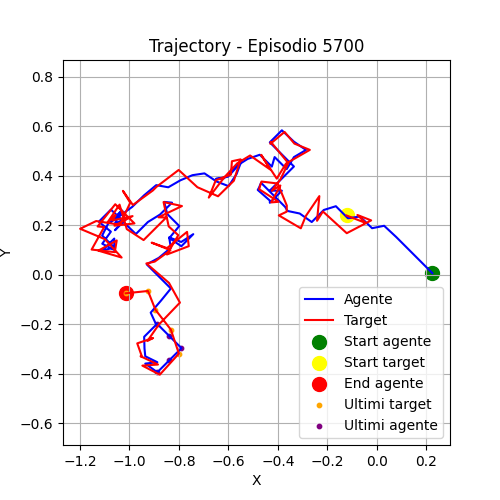 Trajectory - Episodio 5700
Y
0.8
0.6
0.4
0.2
0.0
−0.2
−0.4
−0.6
Agente
Target
Start agente
Start target
End agente
Ultimi target
Ultimi agente
−1.2 −1.0 −0.8 −0.6 −0.4 −0.2 0.0 0.2
X